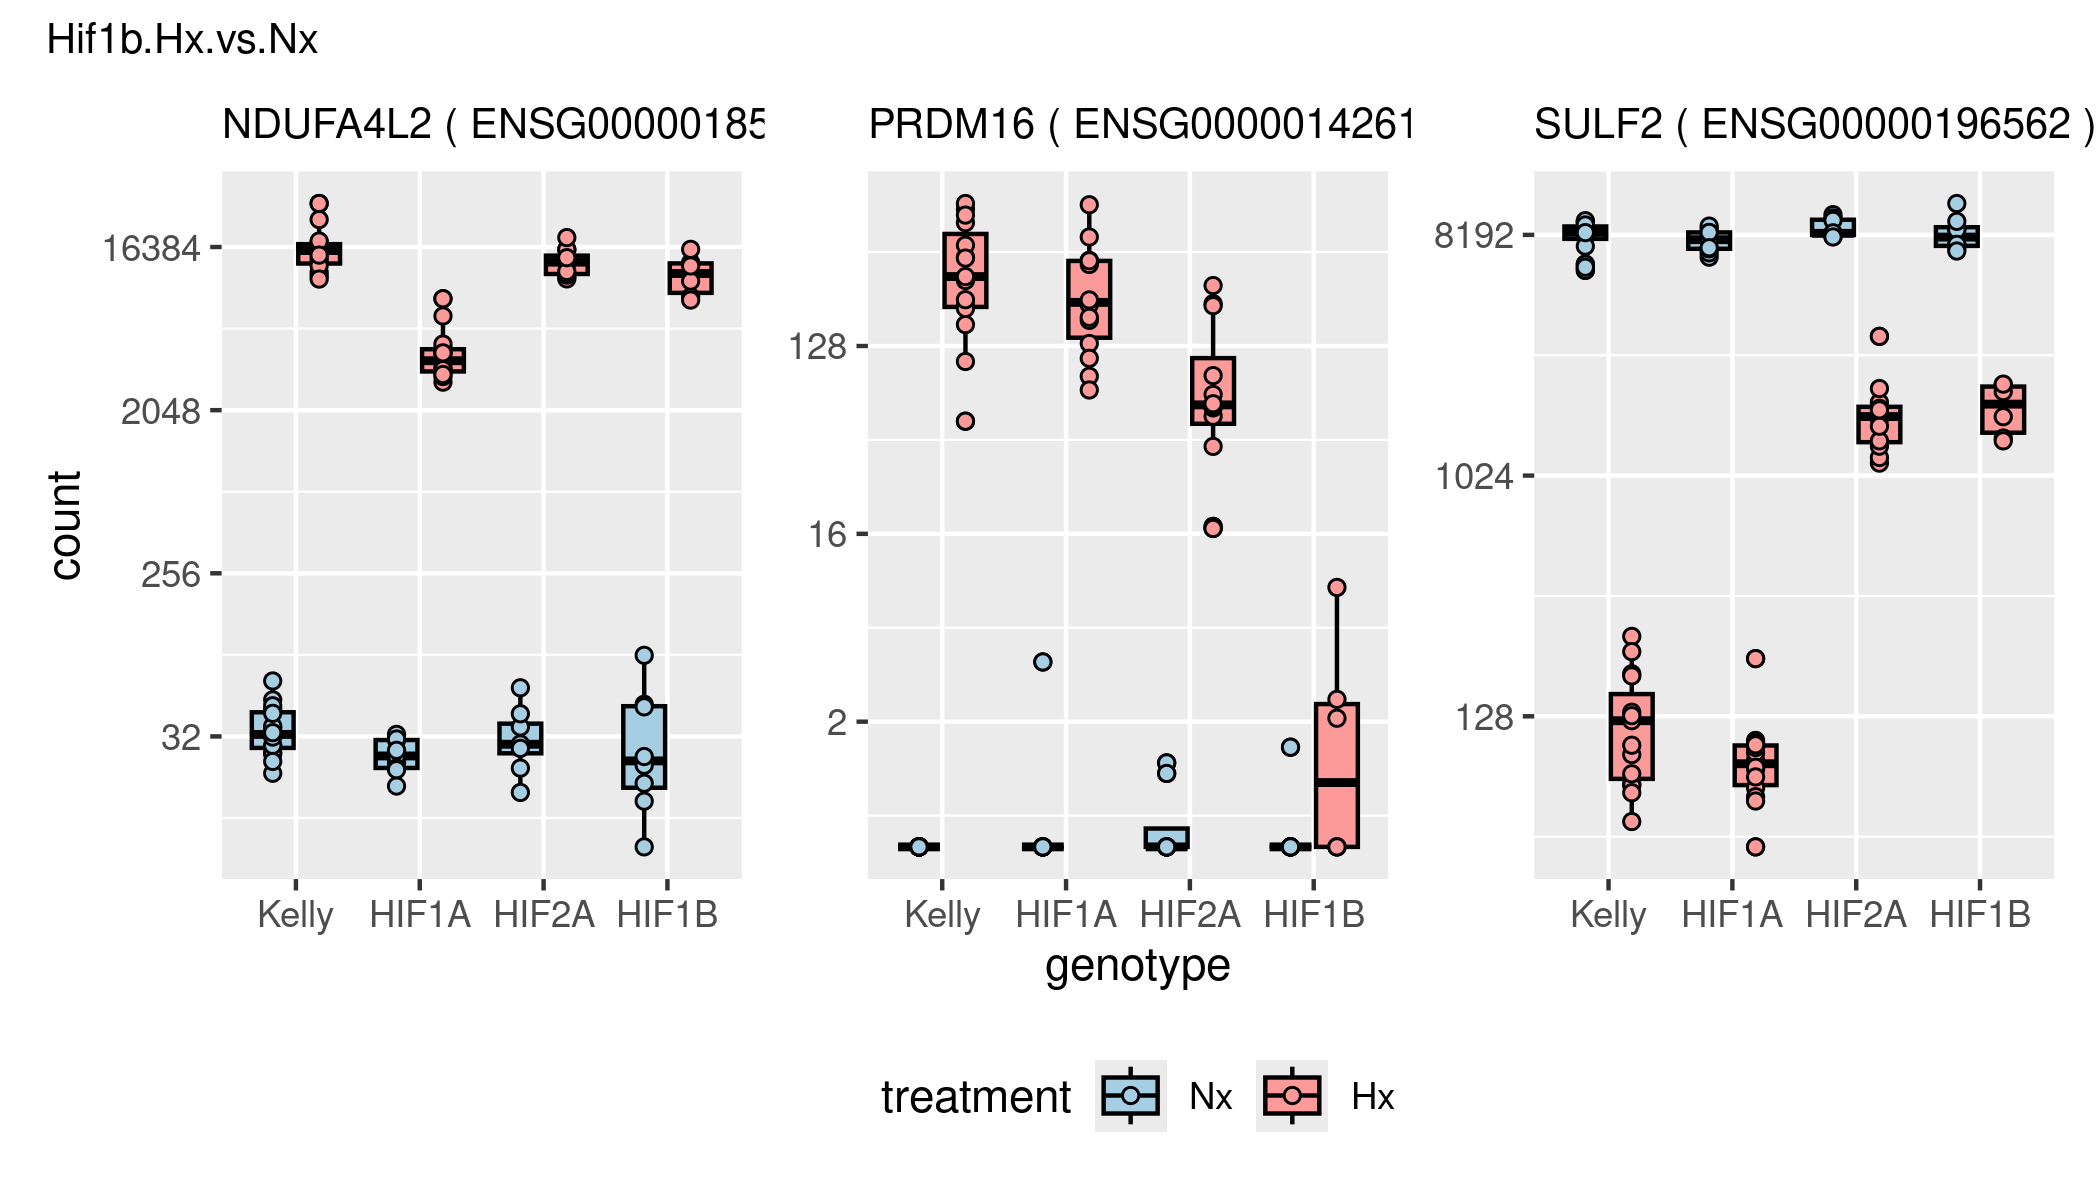 Hif1b.Hx.vs.Nx
NDUFA4L2 ( ENSG00000185
PRDM16 ( ENSG0000014261
SULF2 ( ENSG00000196562 )
count
16384
2048
256
32
128
16
2
8192
1024
128
Kelly HIF1A HIF2A HIF1B
Kelly HIF1A HIF2A HIF1B
Kelly HIF1A HIF2A HIF1B
genotype
treatment Nx Hx